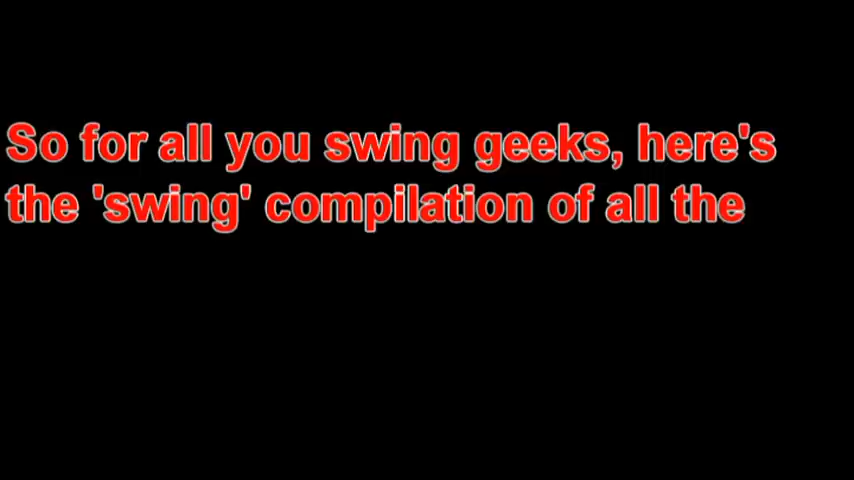 So for all you swing geeks, here's
the 'swing' compilation of all the